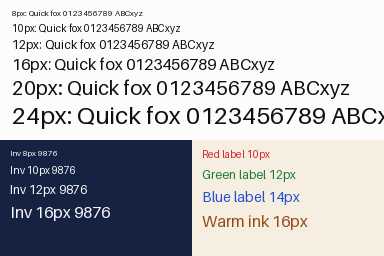 8px: Quick fox 0123456789 ABCxyz
10px: Quick fox 0123456789 ABCxyz
12px: Quick fox 0123456789 ABCxyz
16px: Quick fox 0123456789 ABCxyz
20px: Quick fox 0123456789 ABCxyz
24px: Quick fox 0123456789 ABCx
Inv 8px 9876
Inv 10px 9876
Inv 12px 9876
Inv 16px 9876
Red label 10px
Green label 12px
Blue label 14px
Warm ink 16px